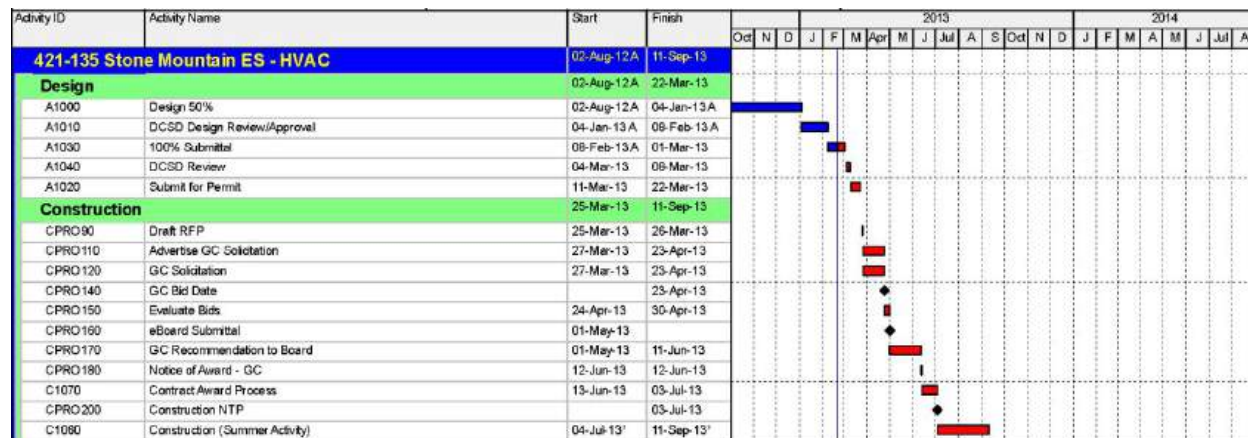 Activity ID Activity Name Start Finish 2013 2014
Oct N D J F M Apr M J Jul A S Oct N D J F M A M J Jul A
421-135 Stone Mountain ES - HVAC 02-Aug-12 A 11-Sep-13
Design 02-Aug-12 A 22-Mar-13
A1000 Design 50% 02-Aug-12 A 04-Jan-13 A
A1010 DCSD Design Review/Approval 04-Jan-13 A 08-Feb-13 A
A1030 100% Submittal 08-Feb-13 A 01-Mar-13
A1040 DCSD Review 04-Mar-13 08-Mar-13
A1020 Submit for Permit 11-Mar-13 22-Mar-13
Construction 25-Mar-13 11-Sep-13
CPRO90 Draft RFP 25-Mar-13 26-Mar-13
CPRO110 Advertise GC Solicitation 27-Mar-13 23-Apr-13
CPRO120 GC Solicitation 27-Mar-13 23-Apr-13
CPRO140 GC Bid Date 23-Apr-13
CPRO150 Evaluate Bids 24-Apr-13 30-Apr-13
CPRO160 eBoard Submittal 01-May-13
CPRO170 GC Recommendation to Board 01-May-13 11-Jun-13
CPRO180 Notice of Award - GC 12-Jun-13 12-Jun-13
C1070 Contract Award Process 13-Jun-13 03-Jul-13
CPRO200 Construction NTP 03-Jul-13
C1060 Construction (Summer Activity) 04-Jul-13* 11-Sep-13*